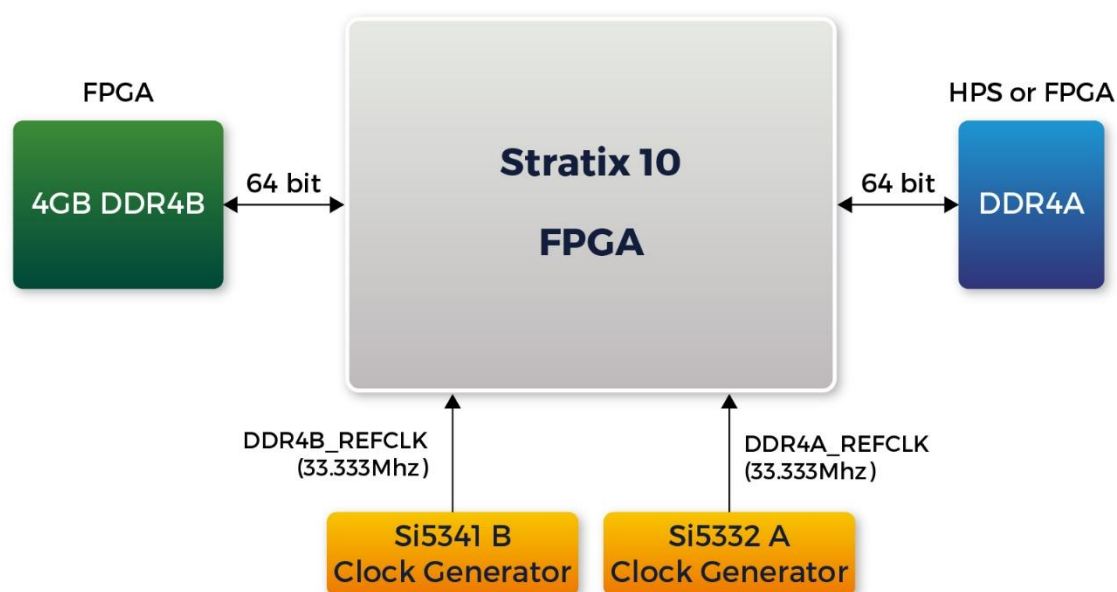 FPGA
HPS or FPGA
4GB DDR4B
64 bit
Stratix 10
FPGA
64 bit
DDR4A
DDR4B_REFCLK
(33.333Mhz)
DDR4A_REFCLK
(33.333Mhz)
Si5341 B
Clock Generator
Si5332 A
Clock Generator